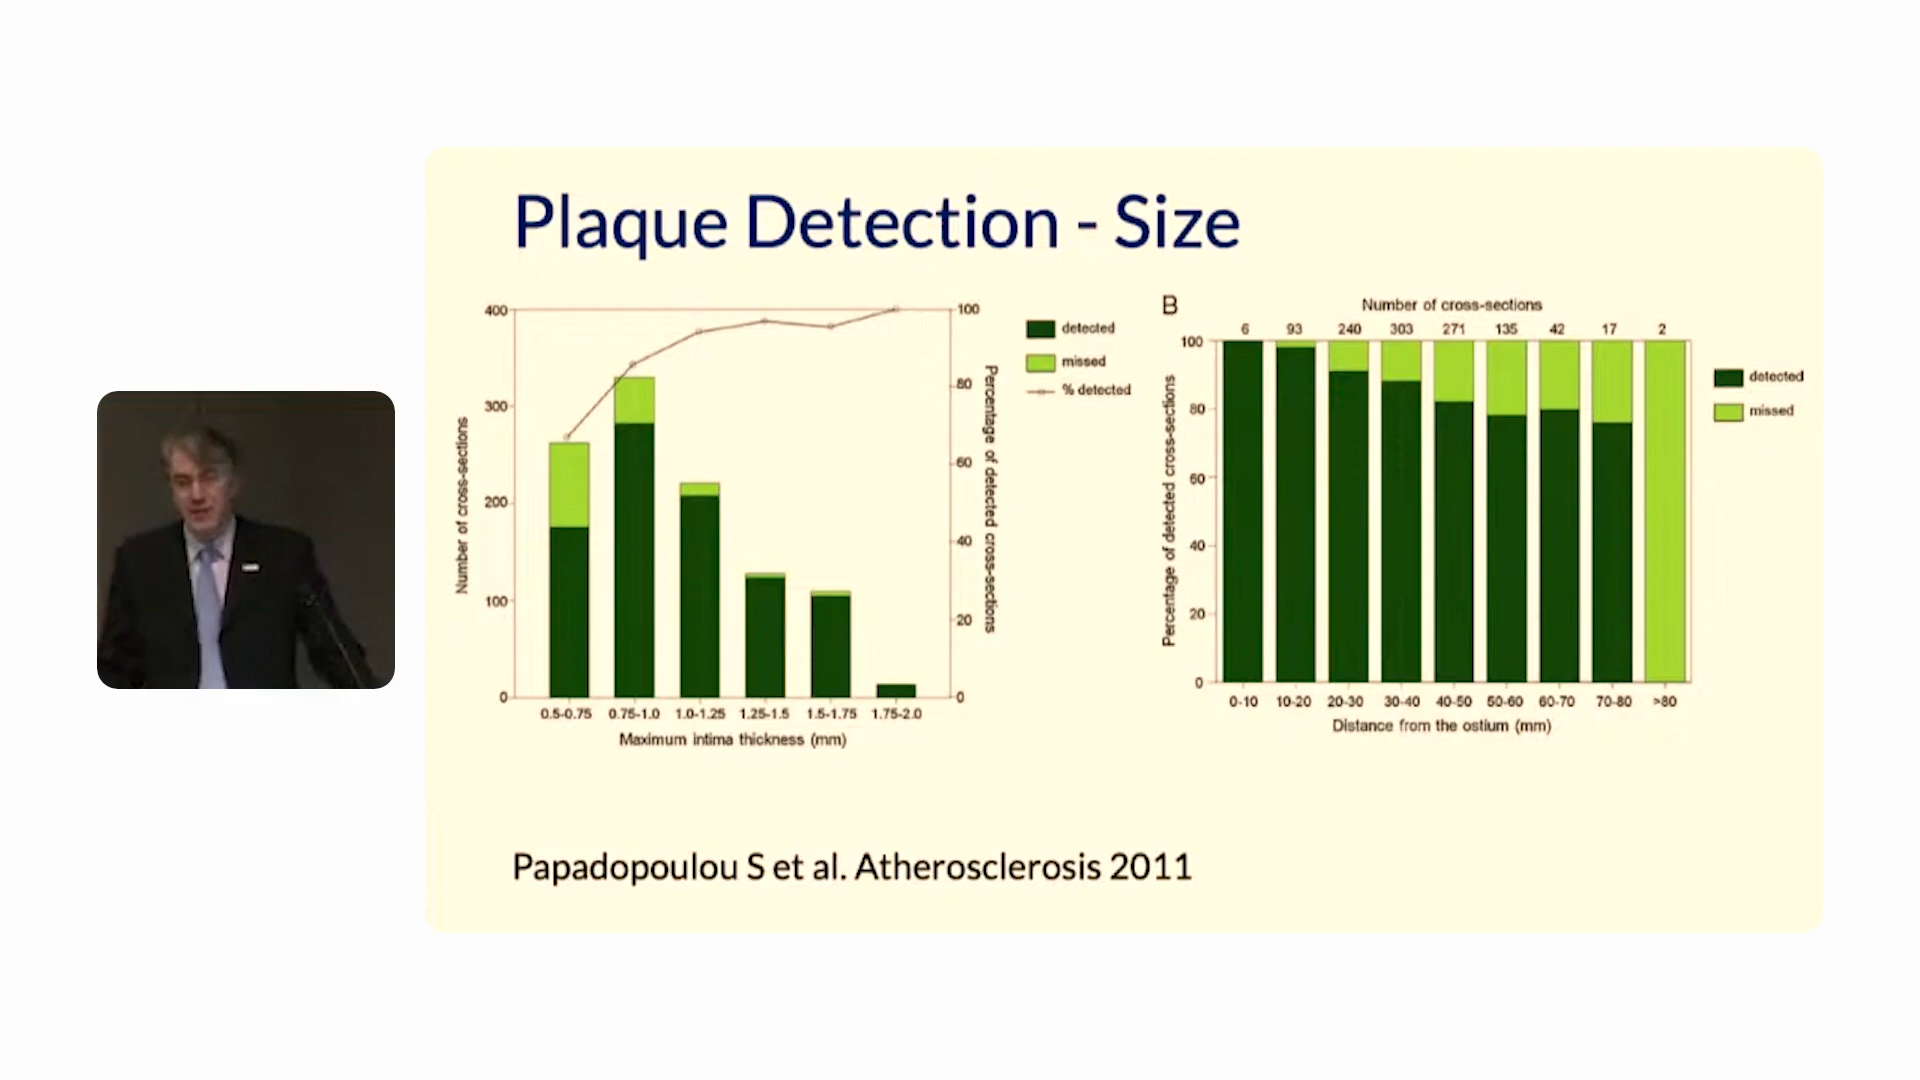 Plaque Detection - Size
400
300
200
100
0
Number of cross-sections
100
80
60
40
20
0
Percentage of detected cross-sections
0.5-0.75 0.75-1.0 1.0-1.25 1.25-1.5 1.5-1.75 1.75-2.0
Maximum intima thickness (mm)
detected
missed
% detected
B
Number of cross-sections
6 93 240 303 271 135 42 17 2
100
80
60
40
20
0
Percentage of detected cross-sections
0-10 10-20 20-30 30-40 40-50 50-60 60-70 70-80 >80
Distance from the ostium (mm)
detected
missed
Papadopoulou S et al. Atherosclerosis 2011